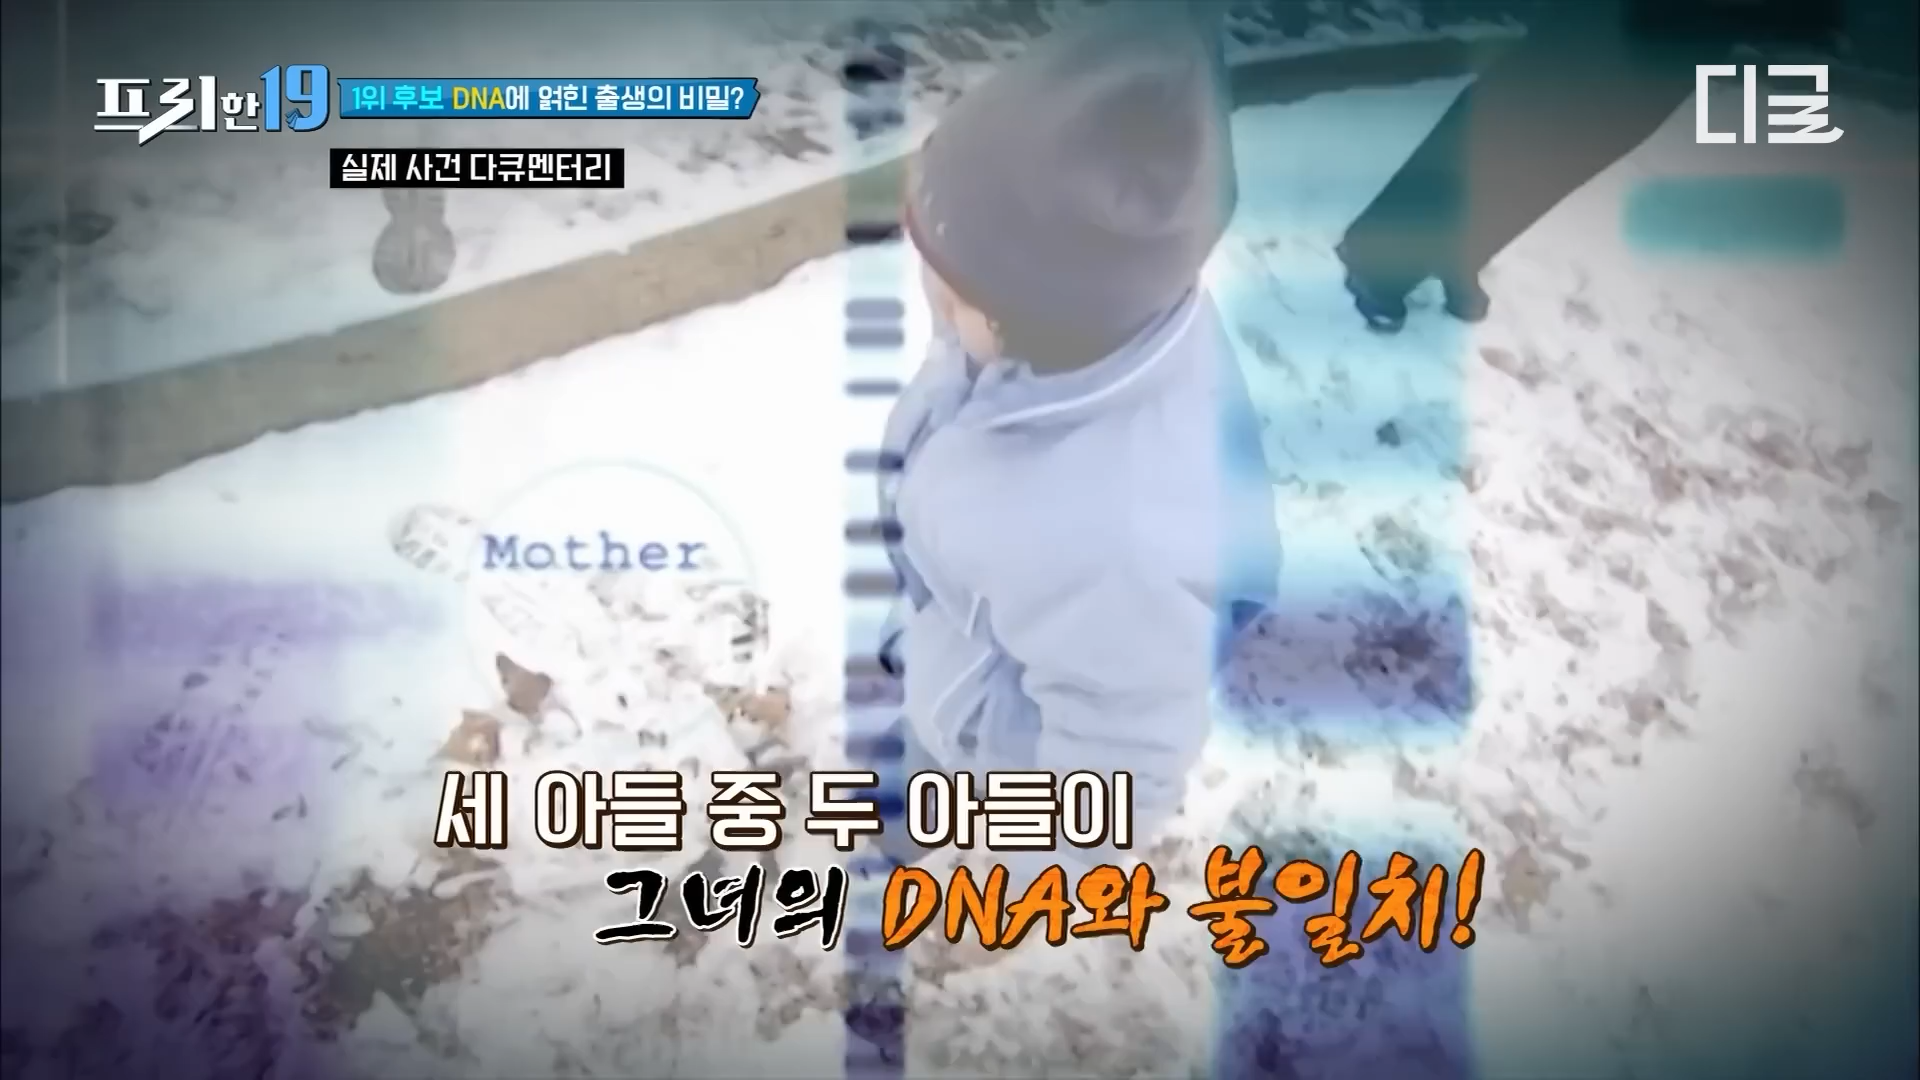 프리한19
1위 후보 DNA에 얽힌 출생의 비밀?
디글
실제 사건 다큐멘터리
Mother
세 아들 중 두 아들이
그녀의 DNA와 불일치!